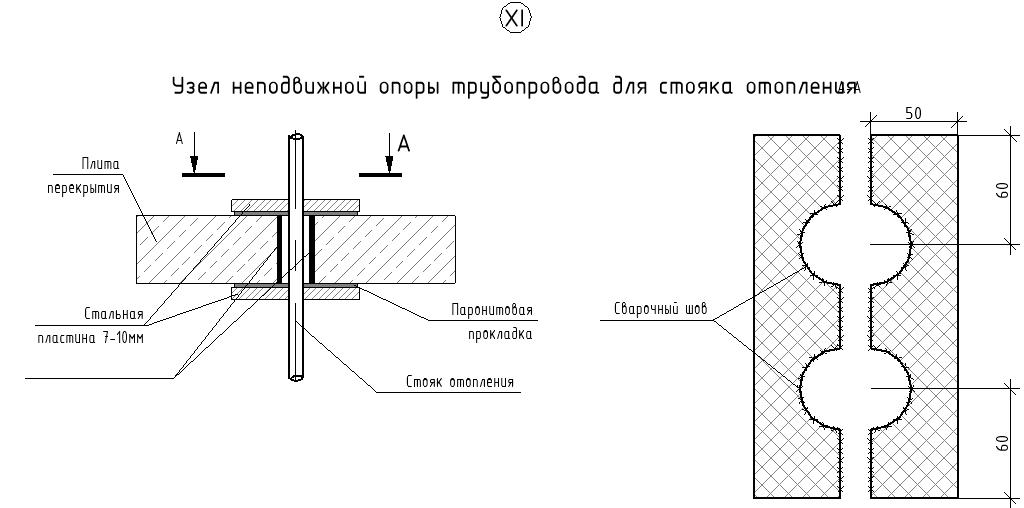 XI
Узел неподвижной опоры трубопровода для стояка отопления
А-А
А
А
50
Плита
перекрытия
60
Стальная
пластина 7-10мм
Паронитовая
прокладка
Сварочный шов
Стояк отопления
60